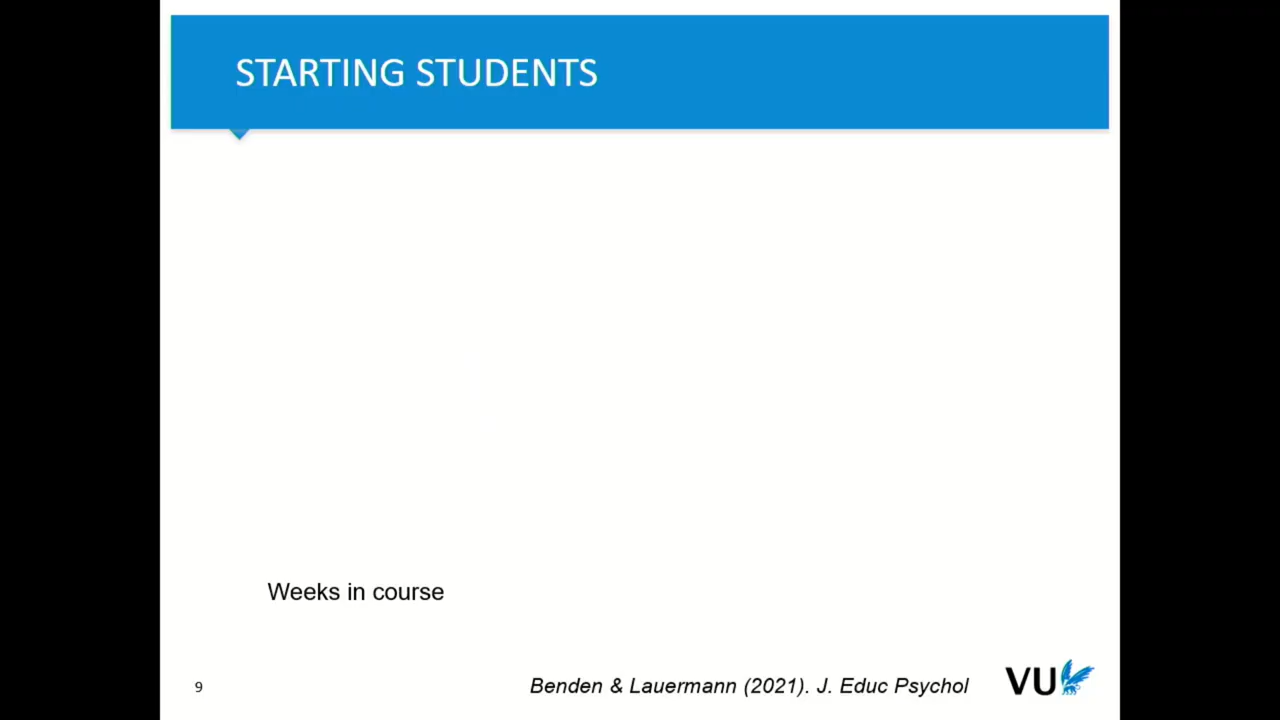 STARTING STUDENTS
Weeks in course
9
Benden & Lauermann (2021). J. Educ Psychol
VU